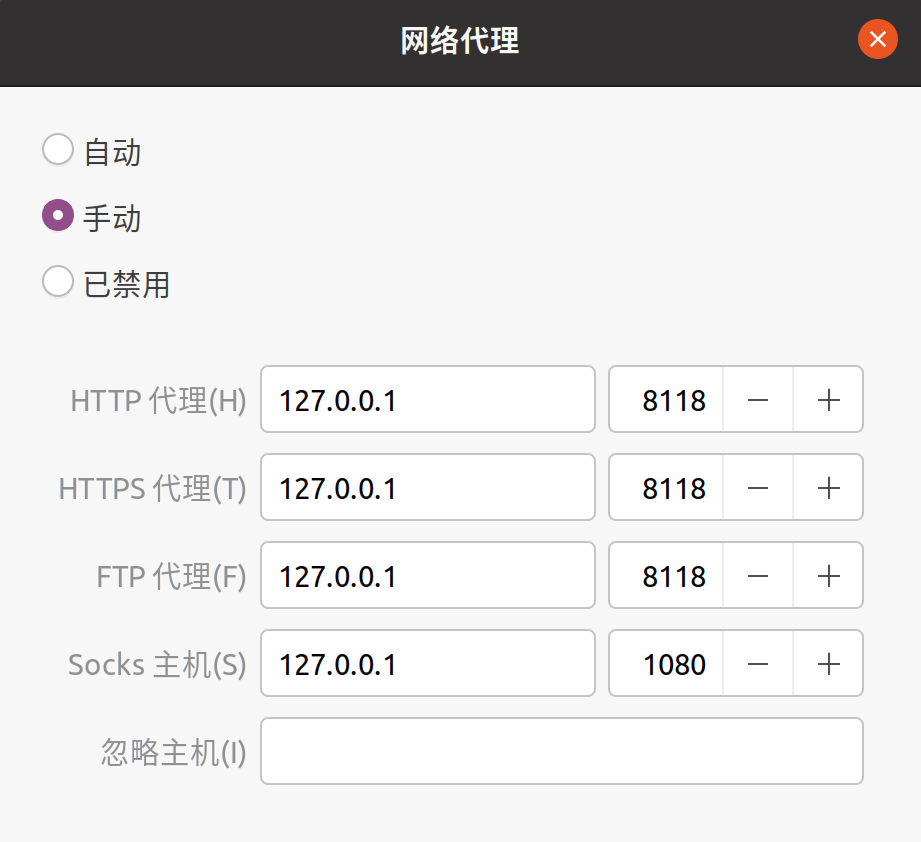 网络代理
自动
手动
已禁用
HTTP 代理(H) 127.0.0.1 8118
HTTPS 代理(T) 127.0.0.1 8118
FTP 代理(F) 127.0.0.1 8118
Socks 主机(S) 127.0.0.1 1080
忽略主机(I)